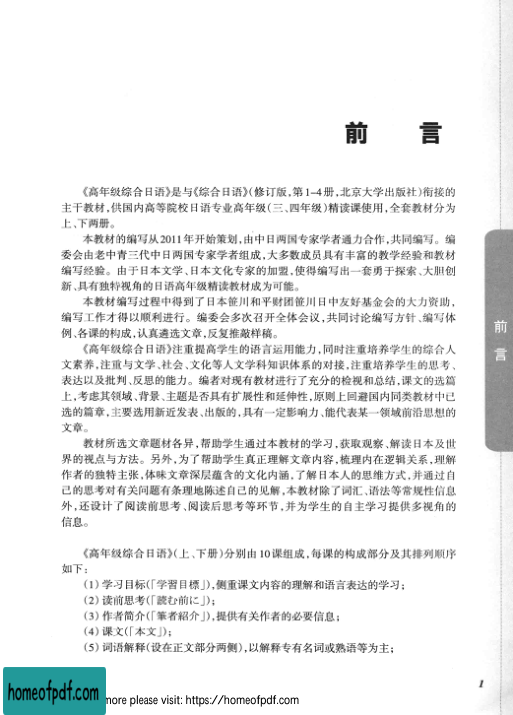 前 言
《高年级综合日语》是与《综合日语》(修订版,第1-4册,北京大学出版社)衔接的
主干教材,供国内高等院校日语专业高年级(三、四年级)精读课使用,全套教材分为
上、下两册。
本教材的编写从2011年开始策划,由中日两国专家学者通力合作,共同编写。编
委会由老中青三代中日两国专家学者组成,大多数成员具有丰富的教学经验和教材
编写经验。由于日本文学、日本文化专家的加盟,使得编写出一套勇于探索、大胆创
新、具有独特视角的日语高年级精读教材成为可能。
本教材编写过程中得到了日本笹川和平财团笹川日中友好基金会的大力资助,
编写工作才得以顺利进行。编委会多次召开全体会议,共同讨论编写方针、编写体
例、各课的构成,认真遴选文章,反复推敲样稿。
《高年级综合日语》注重提高学生的语言运用能力,同时注重培养学生的综合人
文素养,注重与文学、社会、文化等人文学科知识体系的对接,注重培养学生的思考、
表达以及批判、反思的能力。编者对现有教材进行了充分的检视和总结,课文的选篇
上,考虑其领域、背景、主题是否具有扩展性和延伸性,原则上回避国内同类教材中已
选的篇章,主要选用新近发表、出版的,具有一定影响力、能代表某一领域前沿思想的
文章。
教材所选文章题材各异,帮助学生通过本教材的学习,获取观察、解读日本及世
界的视点与方法。另外,为了帮助学生真正理解文章内容,梳理内在逻辑关系,理解
作者的独特主张,体味文章深层蕴含的文化内涵,了解日本人的思维方式,并通过自
己的思考对有关问题有条理地陈述自己的见解,本教材除了词汇、语法等常规性信息
外,还设计了阅读前思考、阅读后思考等环节,并为学生的自主学习提供多视角的
信息。
《高年级综合日语》(上、下册)分别由10课组成,每课的构成部分及其排列顺序
如下:
(1)学习目标(「学習目標」),侧重课文内容的理解和语言表达的学习;
(2)读前思考(「読む前に」);
(3)作者简介(「筆者紹介」),提供有关作者的必要信息;
(4)课文(「本文」);
(5)词语解释(设在正文部分两侧),以解释专有名词或熟语等为主;
前
言
1
homeofpdf.com
more please visit: https://homeofpdf.com